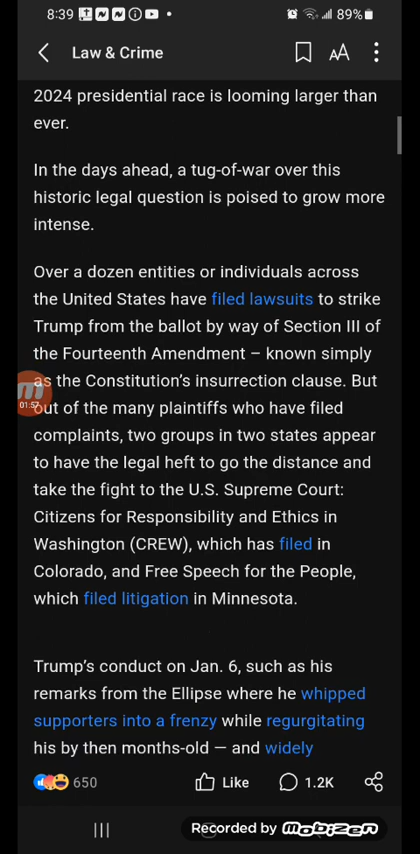 8:39
89%
Law & Crime
AA
2024 presidential race is looming larger than
ever.
In the days ahead, a tug-of-war over this
historic legal question is poised to grow more
intense.
Over a dozen entities or individuals across
the United States have filed lawsuits to strike
Trump from the ballot by way of Section III of
the Fourteenth Amendment – known simply
as the Constitution's insurrection clause. But
out of the many plaintiffs who have filed
complaints, two groups in two states appear
to have the legal heft to go the distance and
take the fight to the U.S. Supreme Court:
Citizens for Responsibility and Ethics in
Washington (CREW), which has filed in
Colorado, and Free Speech for the People,
which filed litigation in Minnesota.
01:57
Trump's conduct on Jan. 6, such as his
remarks from the Ellipse where he whipped
supporters into a frenzy while regurgitating
his by then months-old — and widely
650 Like 1.2K
Recorded by mobizen